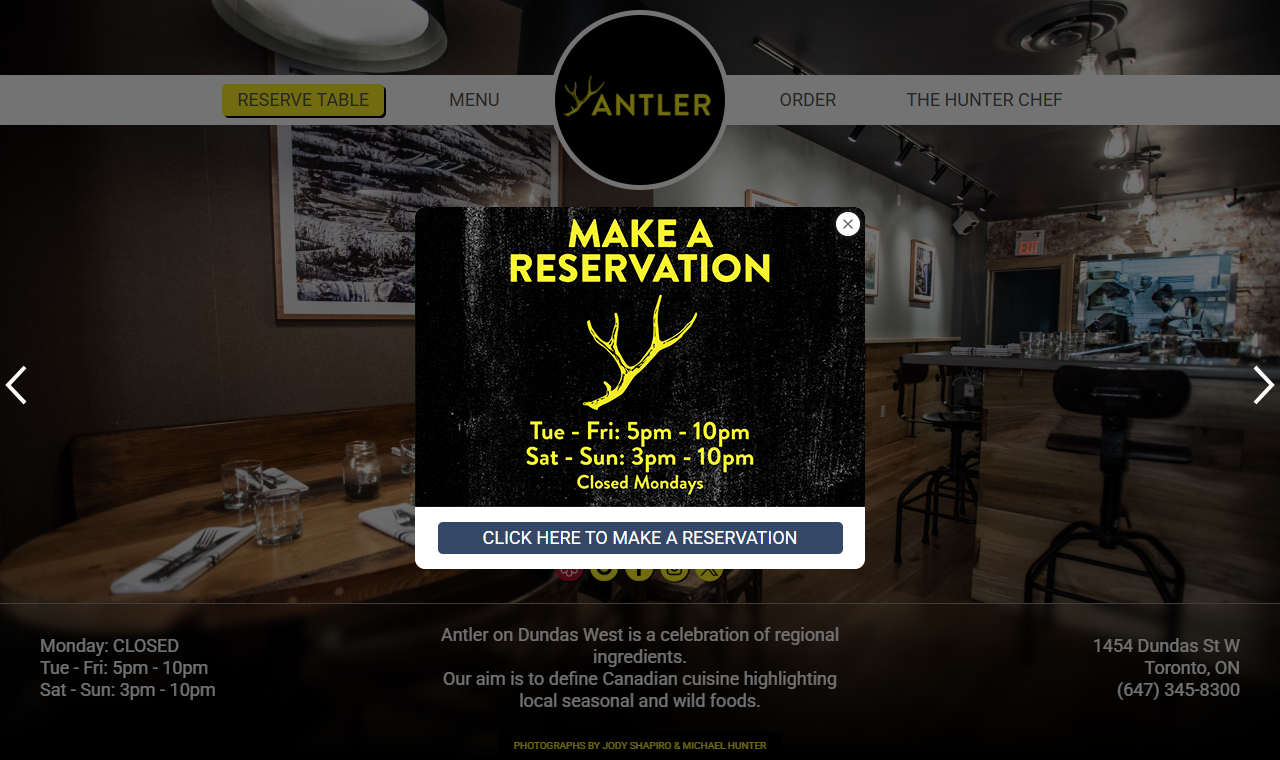 RESERVE TABLE
MENU
ANTLER
ORDER
THE HUNTER CHEF
MAKE A
RESERVATION
EXIT
Tue - Fri: 5pm - 10pm
Sat - Sun: 3pm - 10pm
Closed Mondays
CLICK HERE TO MAKE A RESERVATION
Monday: CLOSED
Tue - Fri: 5pm - 10pm
Sat - Sun: 3pm - 10pm
Antler on Dundas West is a celebration of regional
ingredients.
Our aim is to define Canadian cuisine highlighting
local seasonal and wild foods.
1454 Dundas St W
Toronto, ON
(647) 345-8300
PHOTOGRAPHS BY JODY SHAPIRO & MICHAEL HUNTER